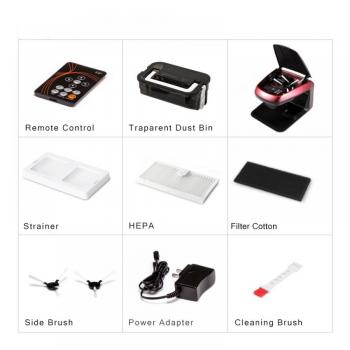 Remote Control
Traparent Dust Bin
Strainer
HEPA
Filter Cotton
Side Brush
Power Adapter
Cleaning Brush